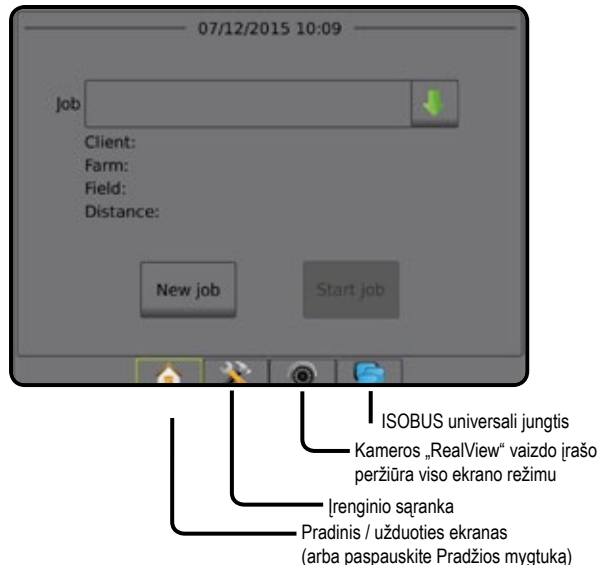 07/12/2015 10:09
Job
Client:
Farm:
Field:
Distance:
New job
Start job
ISOBUS universali jungtis
Kameros „RealView“ vaizdo įrašo
peržiūra viso ekrano režimu
Įrenginio sąranka
Pradinis / užduoties ekranas
(arba paspauskite Pradžios mygtuką)